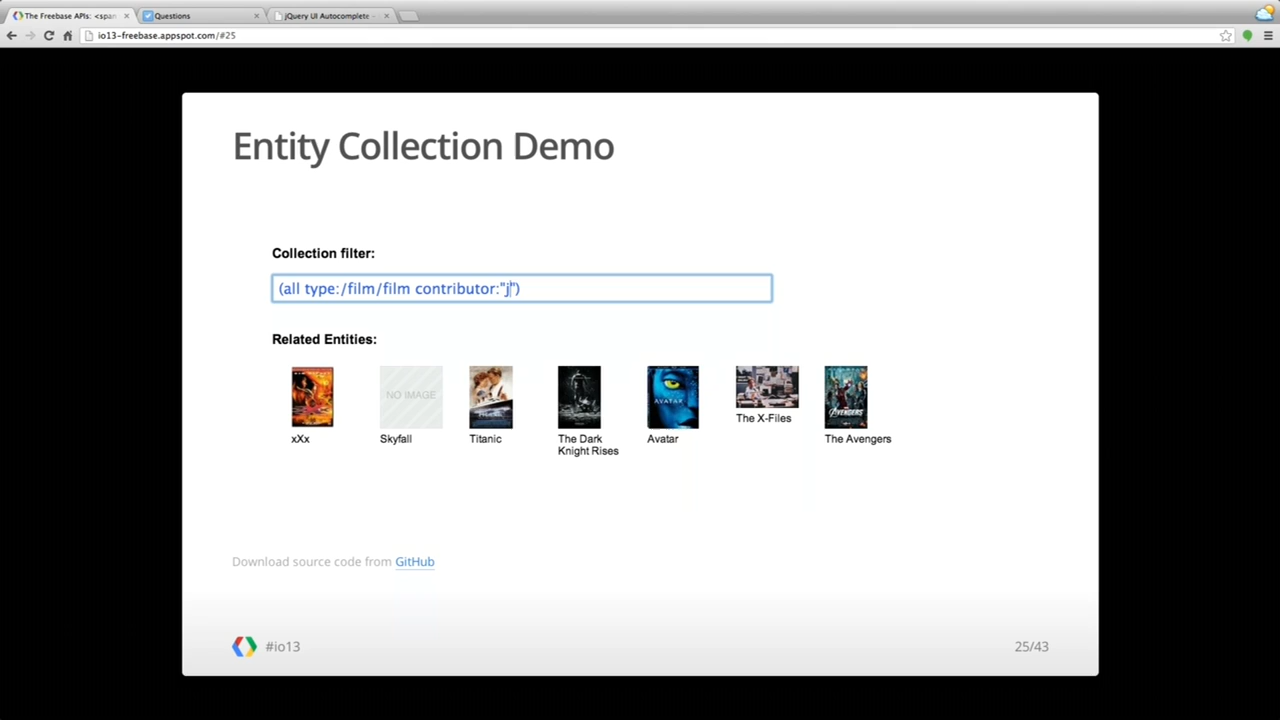 The Freebase APIs: <span
Questions
jQuery UI Autocomplete –
io13-freebase.appspot.com/#25
Entity Collection Demo
Collection filter:
(all type:/film/film contributor:"j")
Related Entities:
NO IMAGE
AVATAR
AVENGERS
xXx
Skyfall
Titanic
The Dark
Knight Rises
Avatar
The X-Files
The Avengers
Download source code from GitHub
#io13
25/43